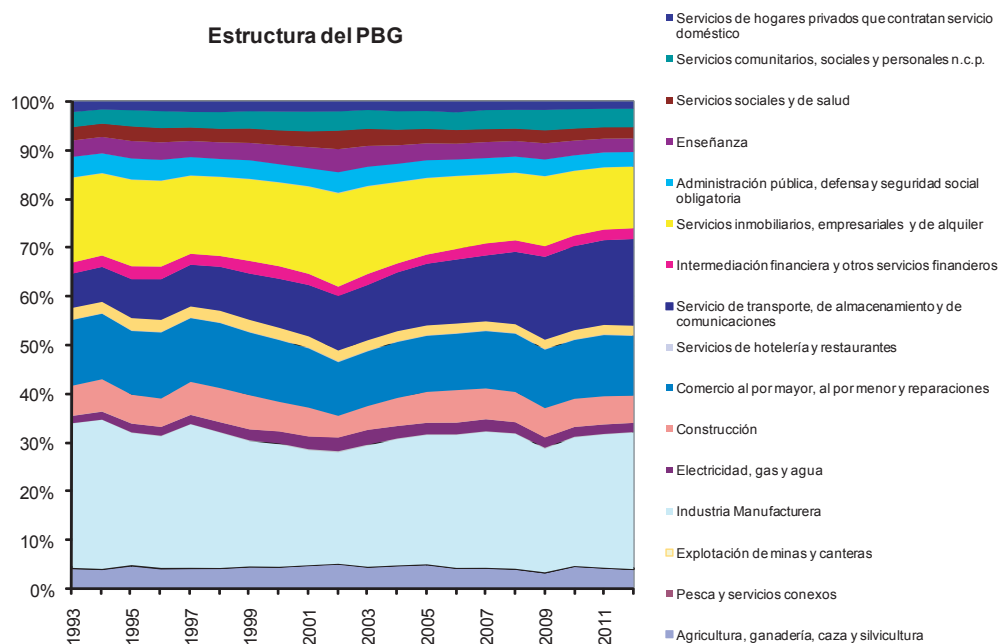 Estructura del PBG
100%
90%
80%
70%
60%
50%
40%
30%
20%
10%
0%
1993
1995
1997
1999
2001
2003
2005
2007
2009
2011
Servicios de hogares privados que contratan servicio
doméstico
Servicios comunitarios, sociales y personales n.c.p.
Servicios sociales y de salud
Enseñanza
Administración pública, defensa y seguridad social
obligatoria
Servicios inmobiliarios, empresariales y de alquiler
Intermediación financiera y otros servicios financieros
Servicio de transporte, de almacenamiento y de
comunicaciones
Servicios de hotelería y restaurantes
Comercio al por mayor, al por menor y reparaciones
Construcción
Electricidad, gas y agua
Industria Manufacturera
Explotación de minas y canteras
Pesca y servicios conexos
Agricultura, ganadería, caza y silvicultura